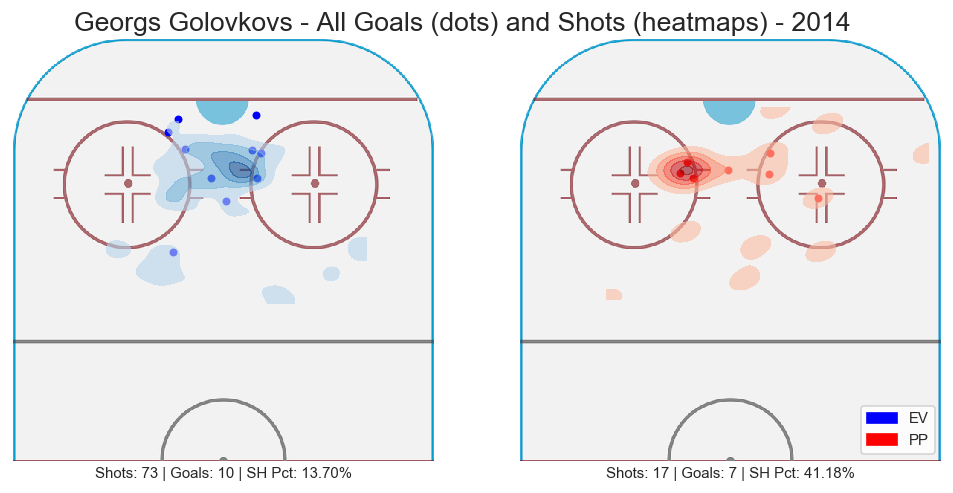 Georgs Golovkovs - All Goals (dots) and Shots (heatmaps) - 2014
EV
PP
Shots: 73 | Goals: 10 | SH Pct: 13.70%
Shots: 17 | Goals: 7 | SH Pct: 41.18%